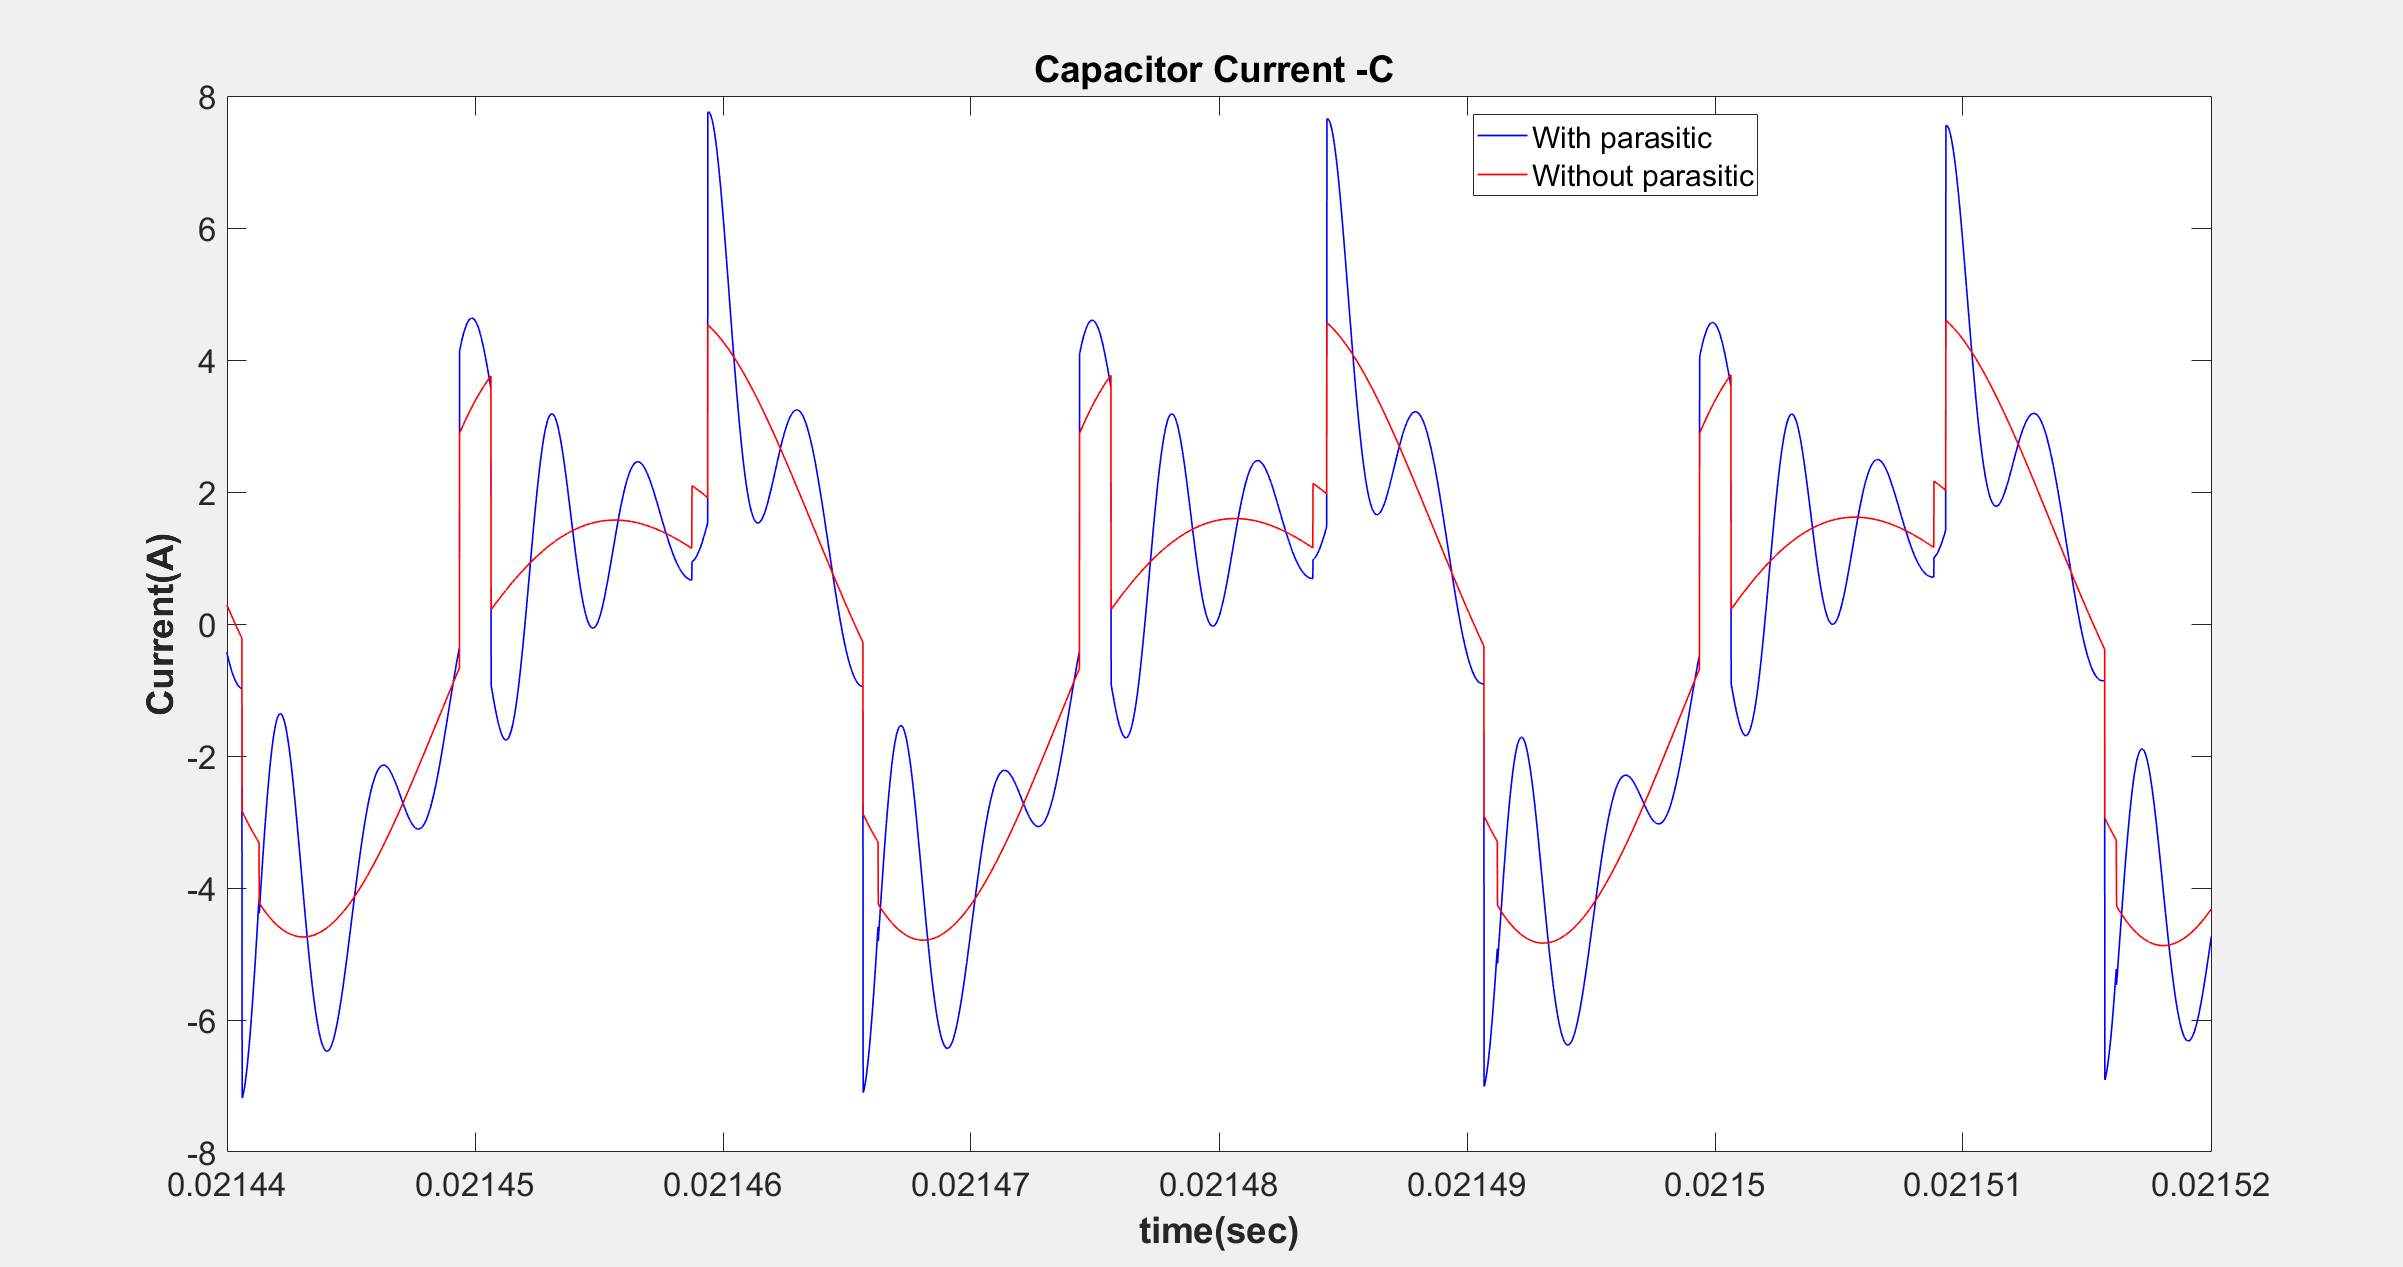 Capacitor Current -C
With parasitic
Without parasitic
8
6
4
2
0
-2
-4
-6
-8
Current(A)
0.02144 0.02145 0.02146 0.02147 0.02148 0.02149 0.0215 0.02151 0.02152
time(sec)